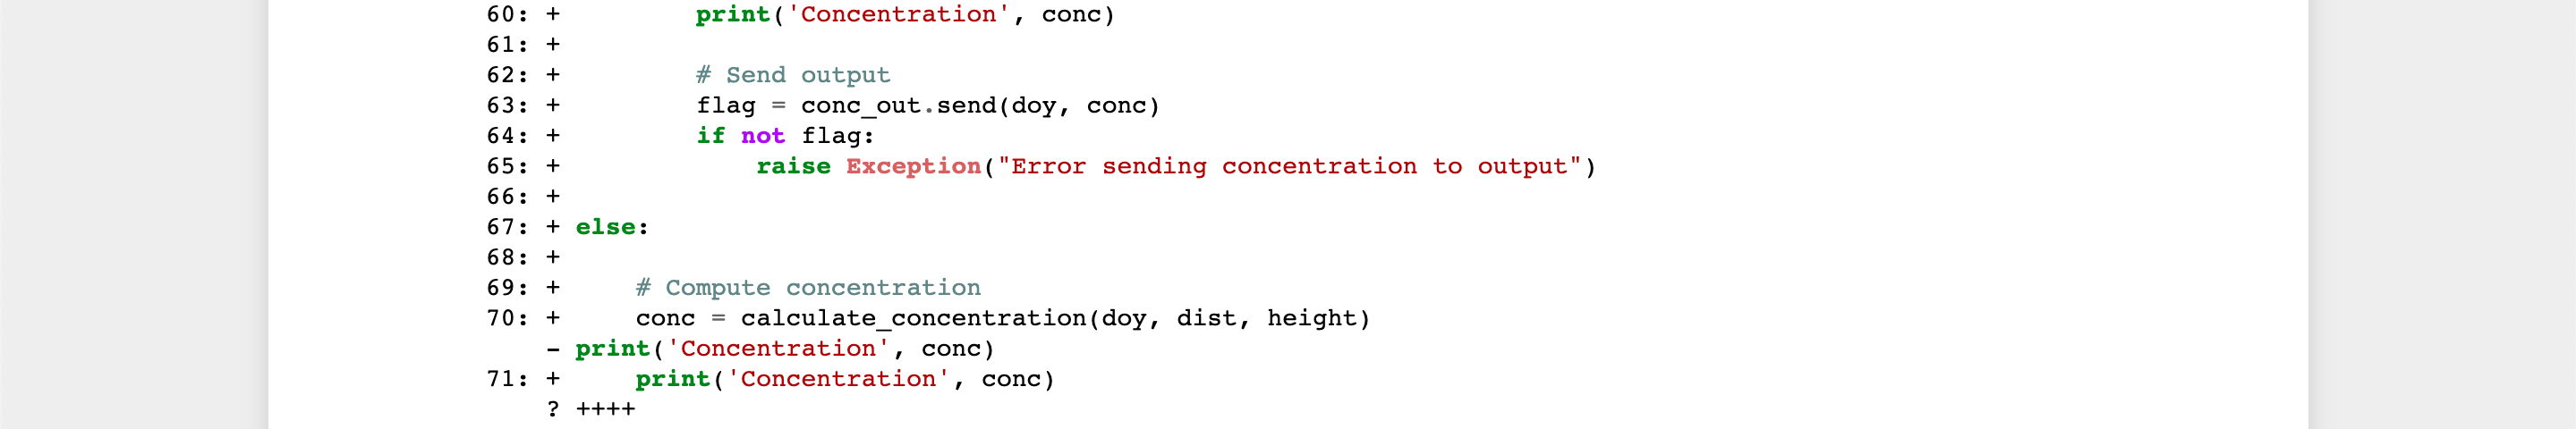 60: +         print('Concentration', conc)
61: +
62: +         # Send output
63: +         flag = conc_out.send(doy, conc)
64: +         if not flag:
65: +             raise Exception("Error sending concentration to output")
66: +
67: + else:
68: +
69: +     # Compute concentration
70: +     conc = calculate_concentration(doy, dist, height)
    - print('Concentration', conc)
71: +     print('Concentration', conc)
    ? ++++